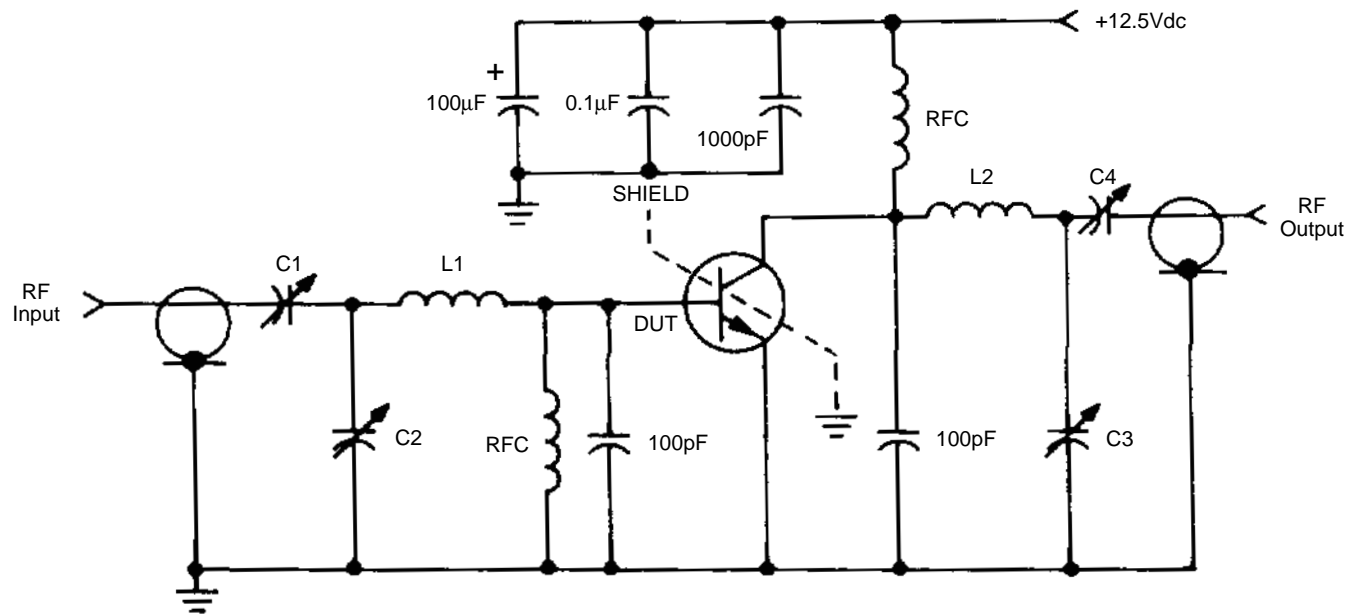 +12.5Vdc
+
100μF
0.1μF
1000pF
RFC
SHIELD
L2
C4
RF
Output
C1
L1
RF
Input
DUT
C2
RFC
100pF
100pF
C3